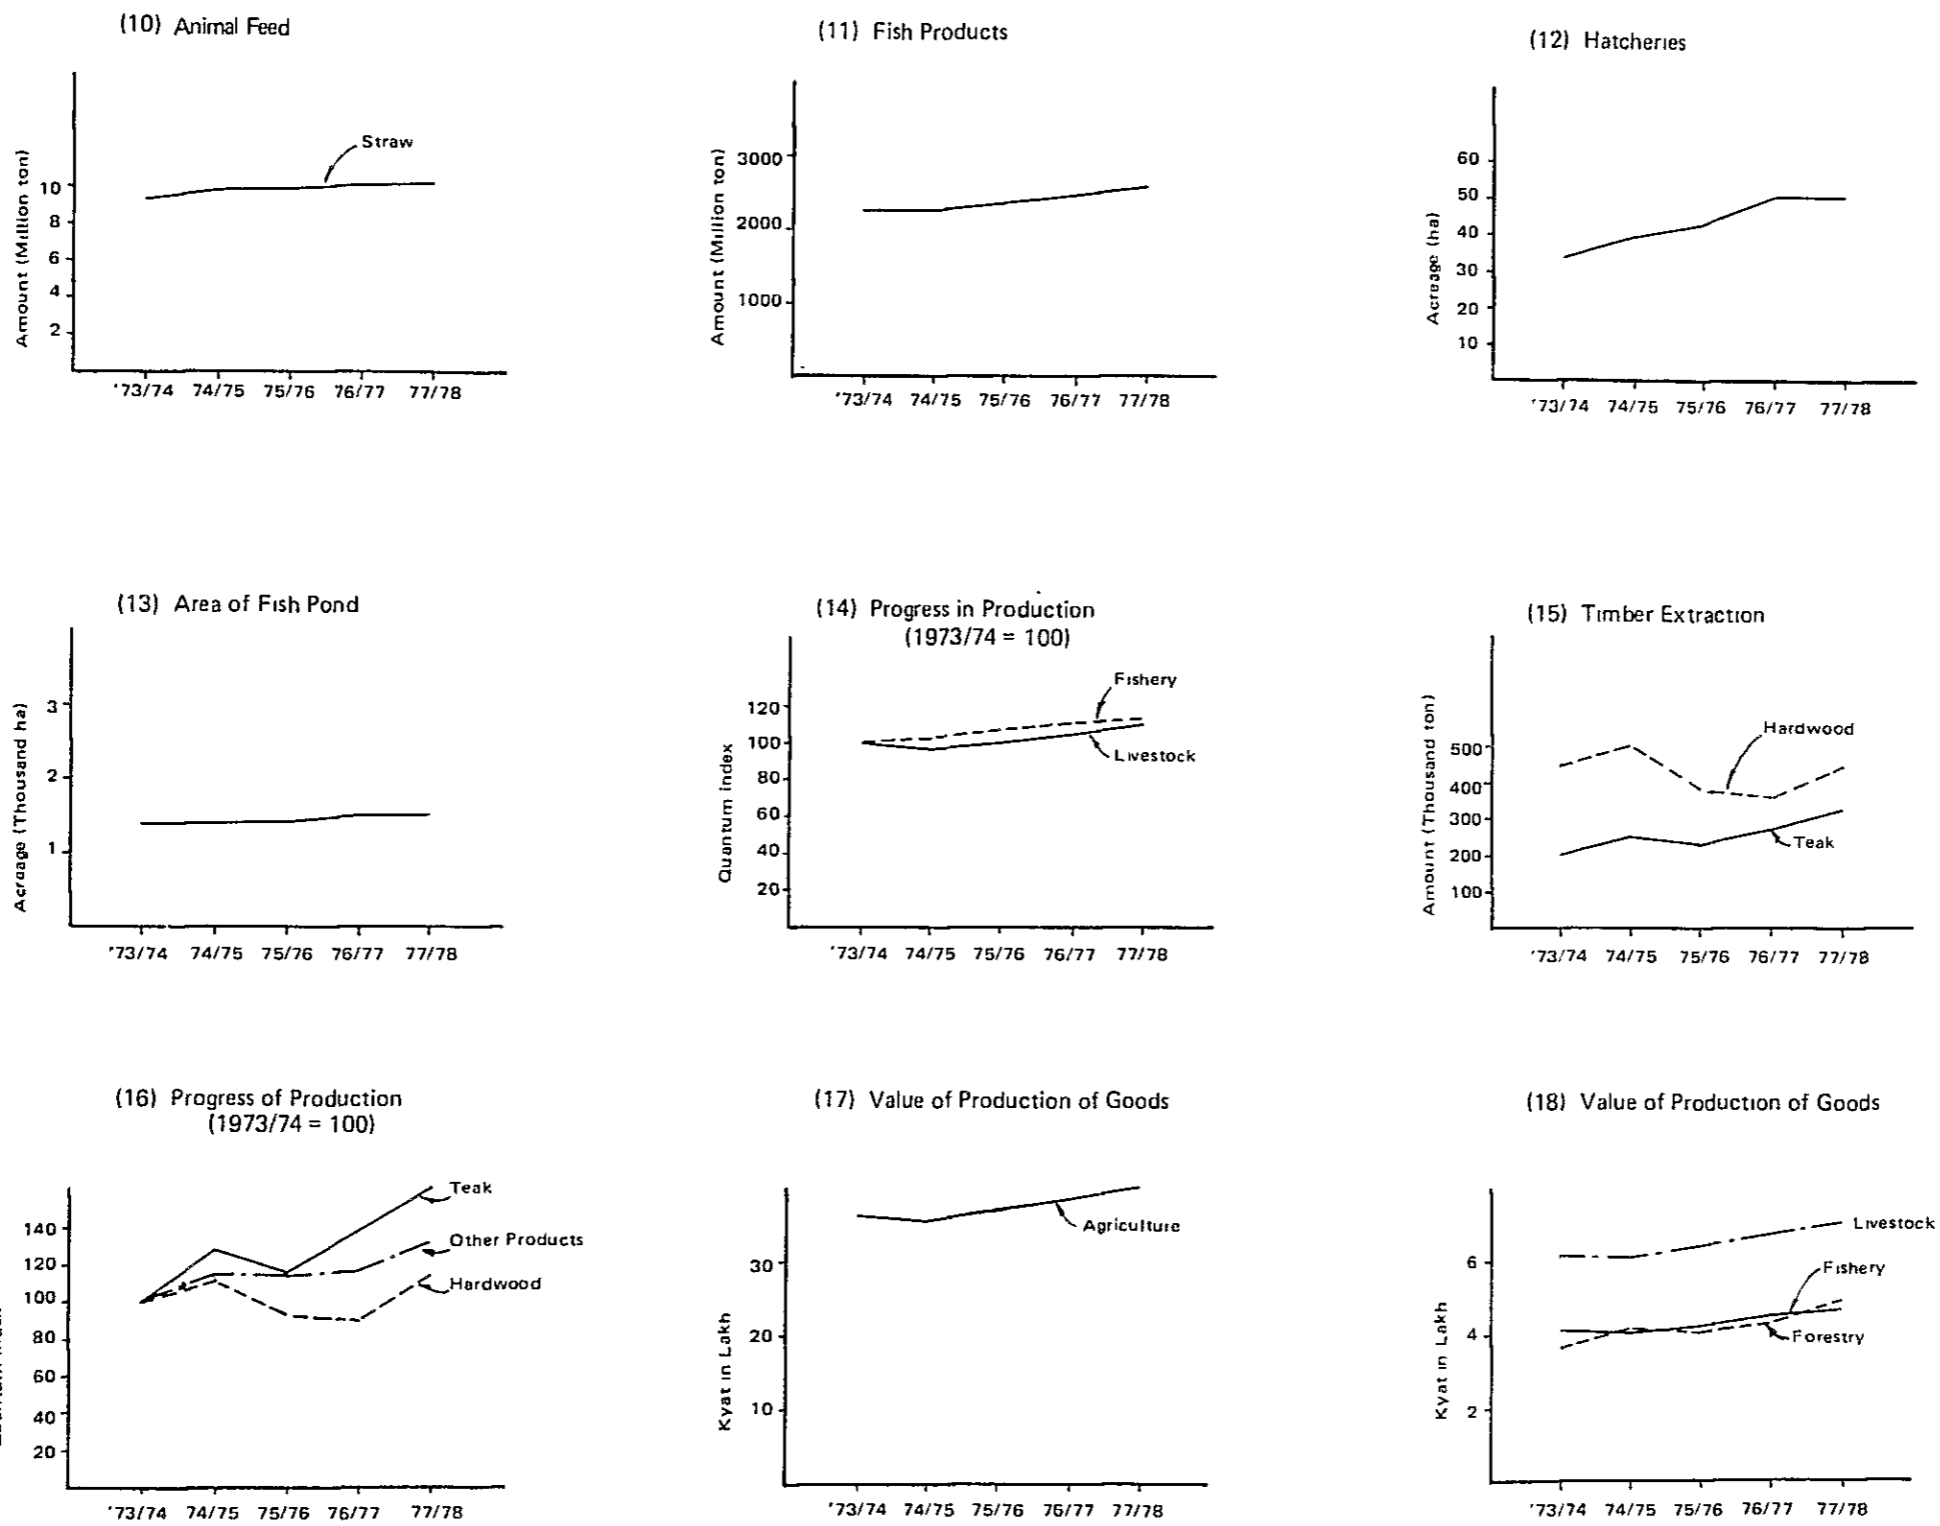 (10) Animal Feed
Amount (Million ton)
10
8
6
4
2
Straw
'73/74 74/75 75/76 76/77 77/78
(11) Fish Products
Amount (Million ton)
3000
2000
1000
'73/74 74/75 75/76 76/77 77/78
(12) Hatcheries
Acreage (ha)
60
50
40
30
20
10
'73/74 74/75 75/76 76/77 77/78
(13) Area of Fish Pond
Acreage (Thousand ha)
3
2
1
'73/74 74/75 75/76 76/77 77/78
(14) Progress in Production
(1973/74 = 100)
Quantum index
120
100
80
60
40
20
Fishery
Livestock
'73/74 74/75 75/76 76/77 77/78
(15) Timber Extraction
Amount (Thousand ton)
500
400
300
200
100
Hardwood
Teak
'73/74 74/75 75/76 76/77 77/78
(16) Progress of Production
(1973/74 = 100)
140
120
100
80
60
40
20
Teak
Other Products
Hardwood
'73/74 74/75 75/76 76/77 77/78
(17) Value of Production of Goods
Kyat in Lakh
30
20
10
Agriculture
'73/74 74/75 75/76 76/77 77/78
(18) Value of Production of Goods
Kyat in Lakh
6
4
2
Livestock
Fishery
Forestry
'73/74 74/75 75/76 76/77 77/78